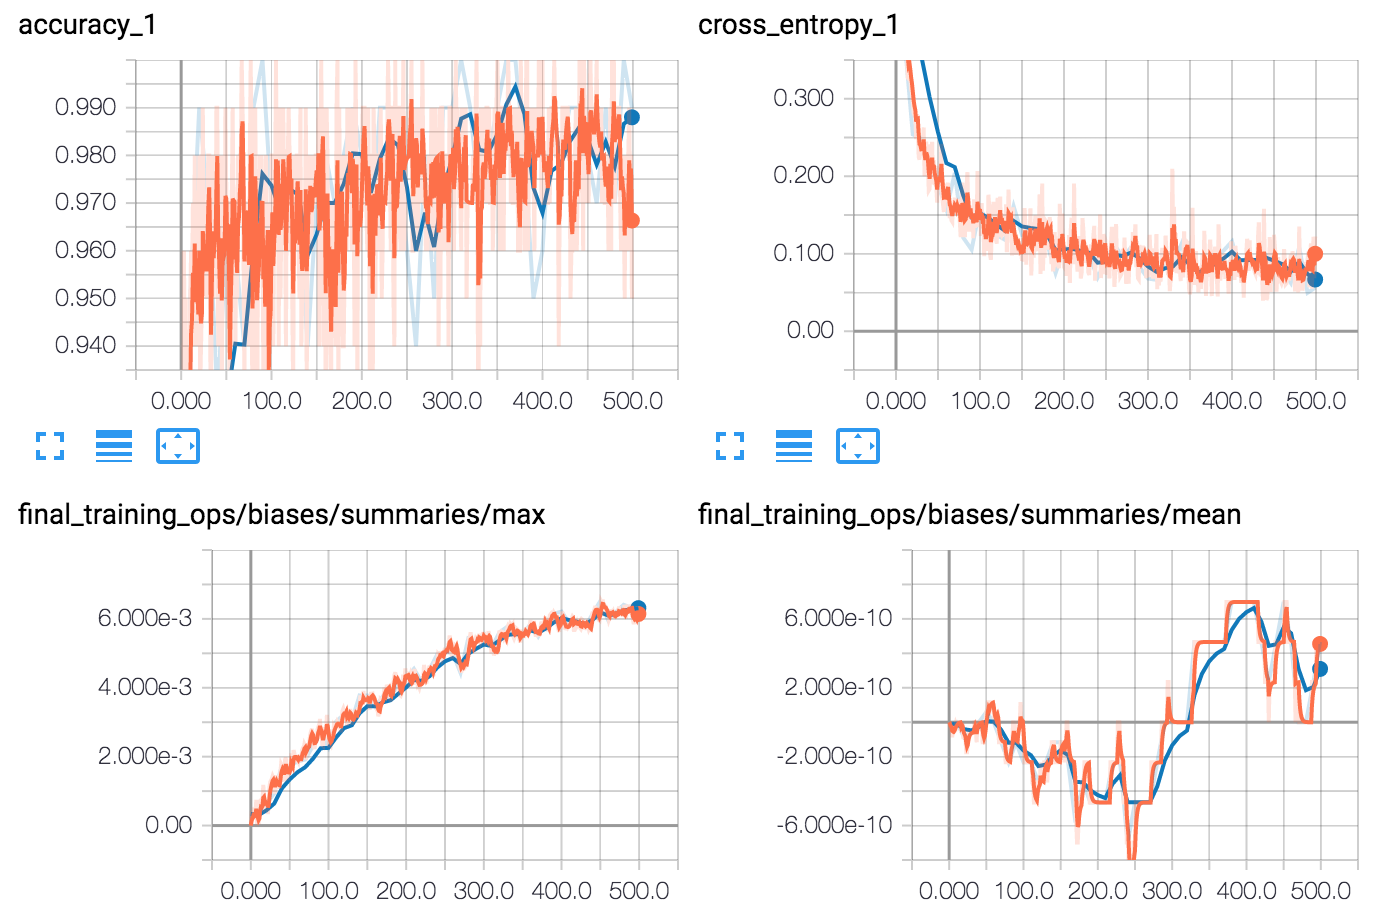 accuracy_1
0.990
0.980
0.970
0.960
0.950
0.940
0.000 100.0 200.0 300.0 400.0 500.0
cross_entropy_1
0.300
0.200
0.100
0.00
0.000 100.0 200.0 300.0 400.0 500.0
final_training_ops/biases/summaries/max
6.000e-3
4.000e-3
2.000e-3
0.00
0.000 100.0 200.0 300.0 400.0 500.0
final_training_ops/biases/summaries/mean
6.000e-10
2.000e-10
-2.000e-10
-6.000e-10
0.000 100.0 200.0 300.0 400.0 500.0